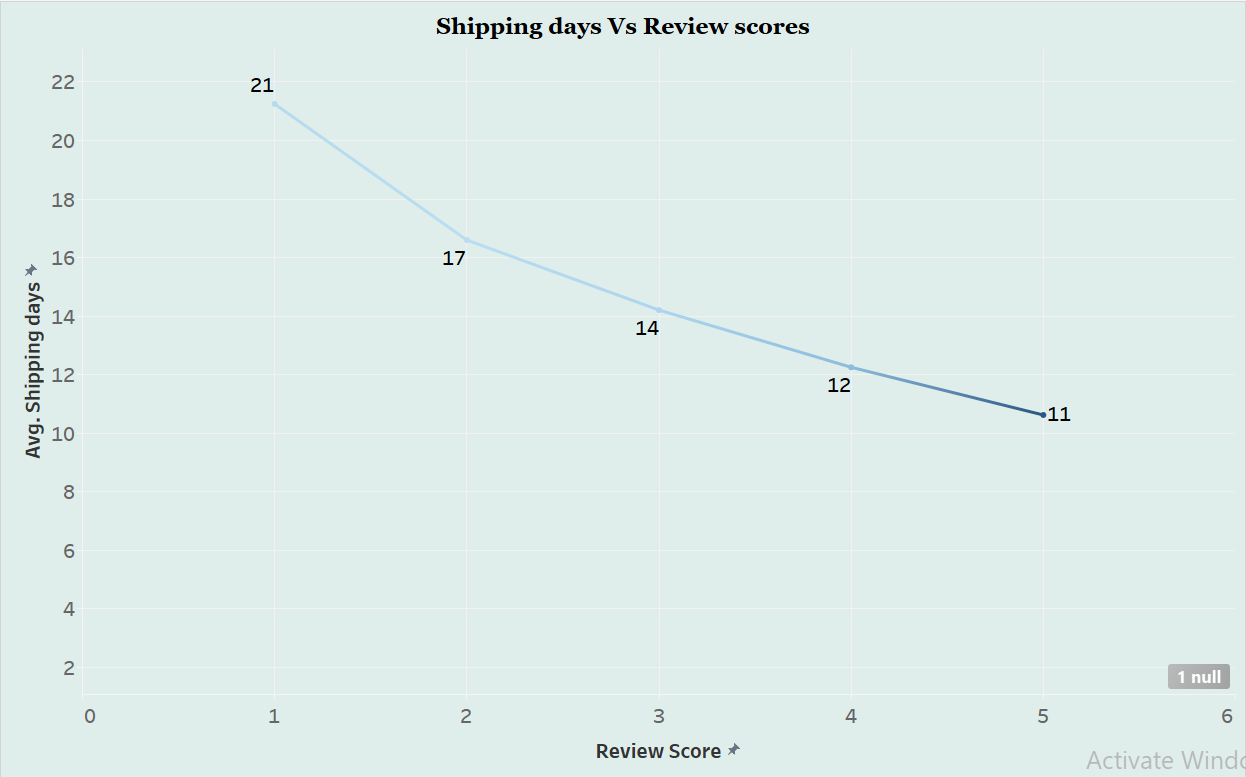 Shipping days Vs Review scores
22
21
20
18
16
17
14
14
12
12
11
10
8
6
4
2
1 null
Avg. Shipping days
0 1 2 3 4 5 6
Review Score
Activate Windo